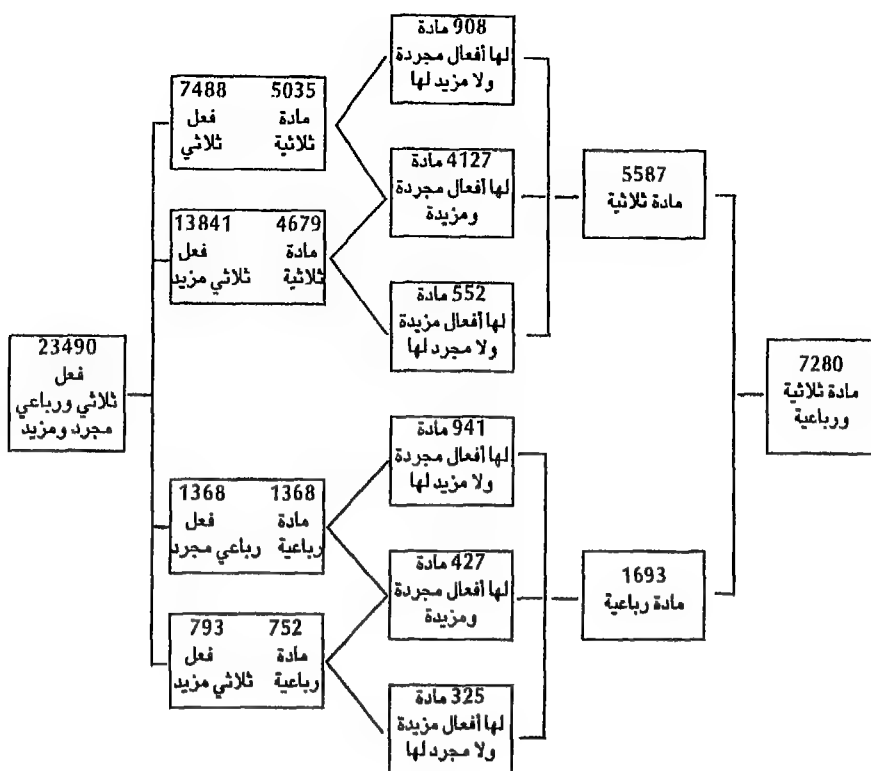 7280
مادة ثلاثية
ورباعية
5587
مادة ثلاثية
1693
مادة رباعية
908 مادة
لها أفعال مجردة
ولا مزيد لها
4127 مادة
لها أفعال مجردة
ومزيدة
552 مادة
لها أفعال مزيدة
ولا مجرد لها
941 مادة
لها أفعال مجردة
ولا مزيد لها
427 مادة
لها أفعال مجردة
ومزيدة
325 مادة
لها أفعال مزيدة
ولا مجرد لها
5035 7488
مادة فعل
ثلاثية ثلاثي
4679 13841
مادة فعل
ثلاثية ثلاثي مزيد
1368 1368
مادة فعل
رباعية رباعي مجرد
752 793
مادة فعل
رباعية ثلاثي مزيد
23490
فعل
ثلاثي ورباعي
مجرد ومزيد